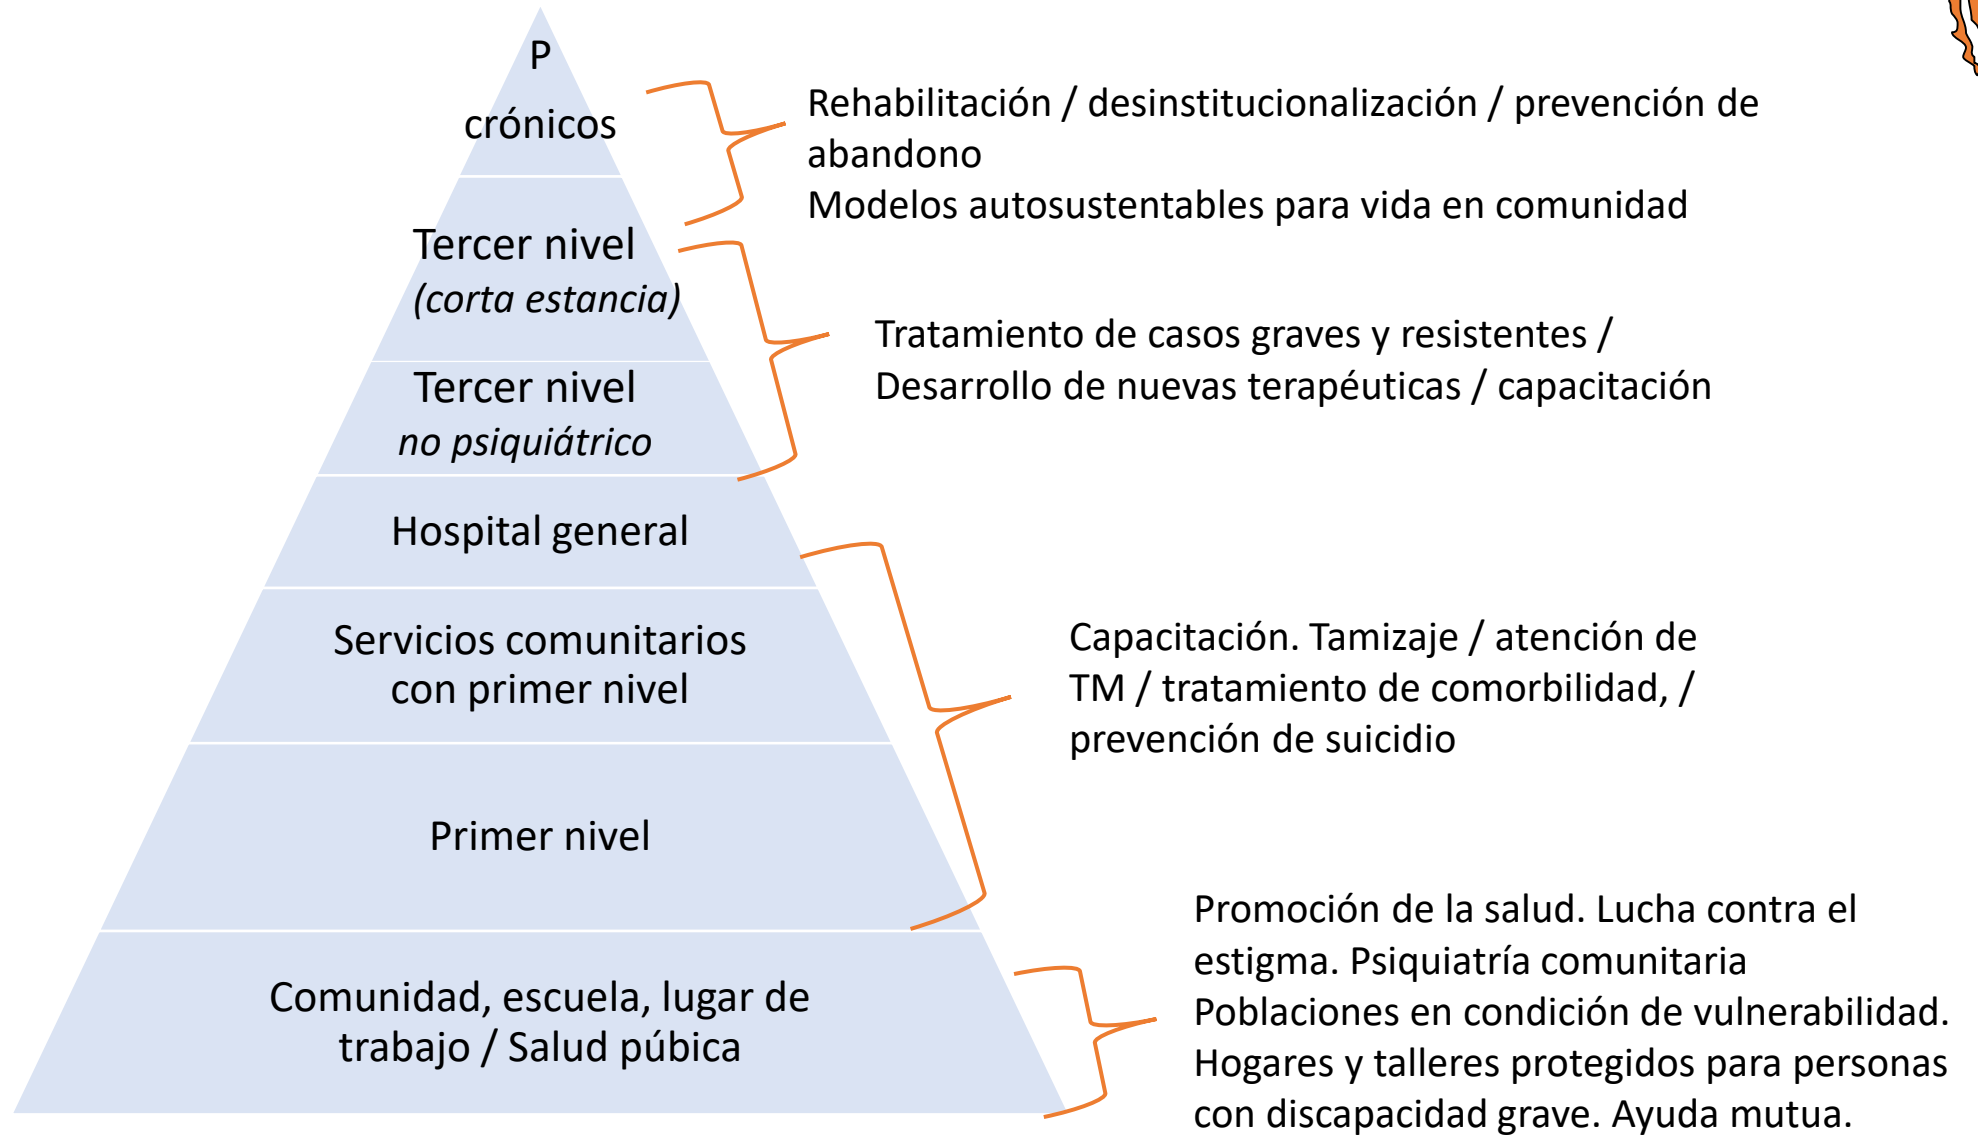 P
crónicos
Rehabilitación / desinstitucionalización / prevención de
abandono
Modelos autosustentables para vida en comunidad
Tercer nivel
(corta estancia)
Tercer nivel
no psiquiátrico
Tratamiento de casos graves y resistentes /
Desarrollo de nuevas terapéuticas / capacitación
Hospital general
Servicios comunitarios
con primer nivel
Primer nivel
Capacitación. Tamizaje / atención de
TM / tratamiento de comorbilidad, /
prevención de suicidio
Comunidad, escuela, lugar de
trabajo / Salud púbica
Promoción de la salud. Lucha contra el
estigma. Psiquiatría comunitaria
Poblaciones en condición de vulnerabilidad.
Hogares y talleres protegidos para personas
con discapacidad grave. Ayuda mutua.